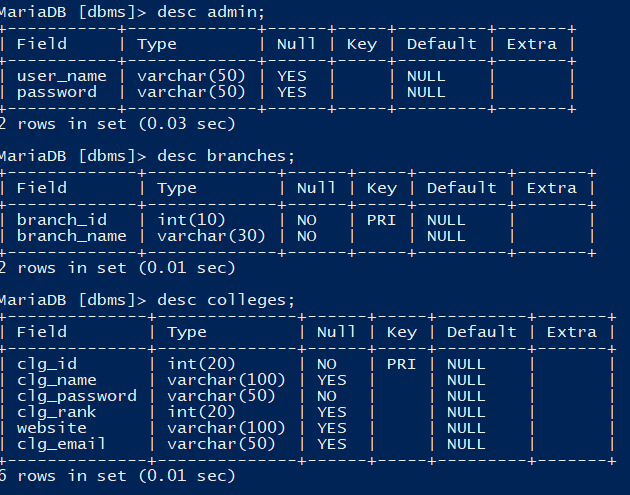 MariaDB [dbms]> desc admin;
+-----------+-------------+------+-----+---------+-------+
| Field     | Type        | Null | Key | Default | Extra |
+-----------+-------------+------+-----+---------+-------+
| user_name | varchar(50) | YES  |     | NULL    |       |
| password  | varchar(50) | YES  |     | NULL    |       |
+-----------+-------------+------+-----+---------+-------+
2 rows in set (0.03 sec)
MariaDB [dbms]> desc branches;
+-------------+-------------+------+-----+---------+-------+
| Field       | Type        | Null | Key | Default | Extra |
+-------------+-------------+------+-----+---------+-------+
| branch_id   | int(10)     | NO   | PRI | NULL    |       |
| branch_name | varchar(30) | NO   |     | NULL    |       |
+-------------+-------------+------+-----+---------+-------+
2 rows in set (0.01 sec)
MariaDB [dbms]> desc colleges;
+--------------+--------------+------+-----+---------+-------+
| Field        | Type         | Null | Key | Default | Extra |
+--------------+--------------+------+-----+---------+-------+
| clg_id       | int(20)      | NO   | PRI | NULL    |       |
| clg_name     | varchar(100) | YES  |     | NULL    |       |
| clg_password | varchar(50)  | NO   |     | NULL    |       |
| clg_rank     | int(20)      | YES  |     | NULL    |       |
| website      | varchar(100) | YES  |     | NULL    |       |
| clg_email    | varchar(50)  | YES  |     | NULL    |       |
+--------------+--------------+------+-----+---------+-------+
6 rows in set (0.01 sec)